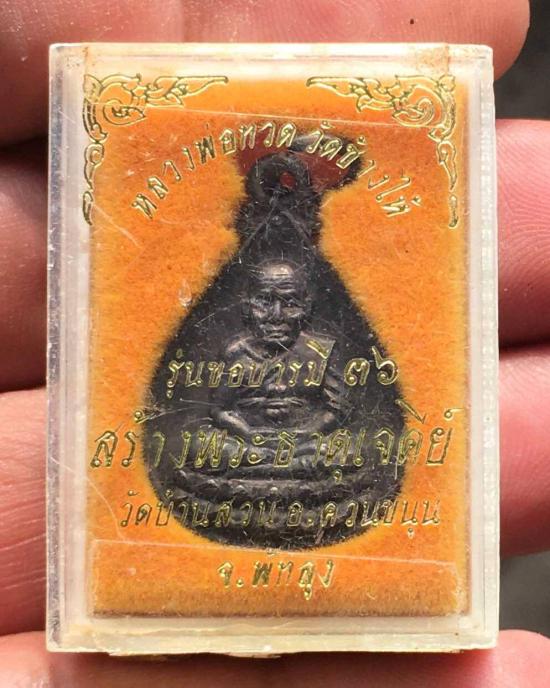 หลวงพ่อทวด วัดช้างให้
รุ่นขอบารมี ๓๖
สร้างพระธาตุเจดีย์
วัดบ้านสวน อ.ควนขนุน
จ.พัทลุง